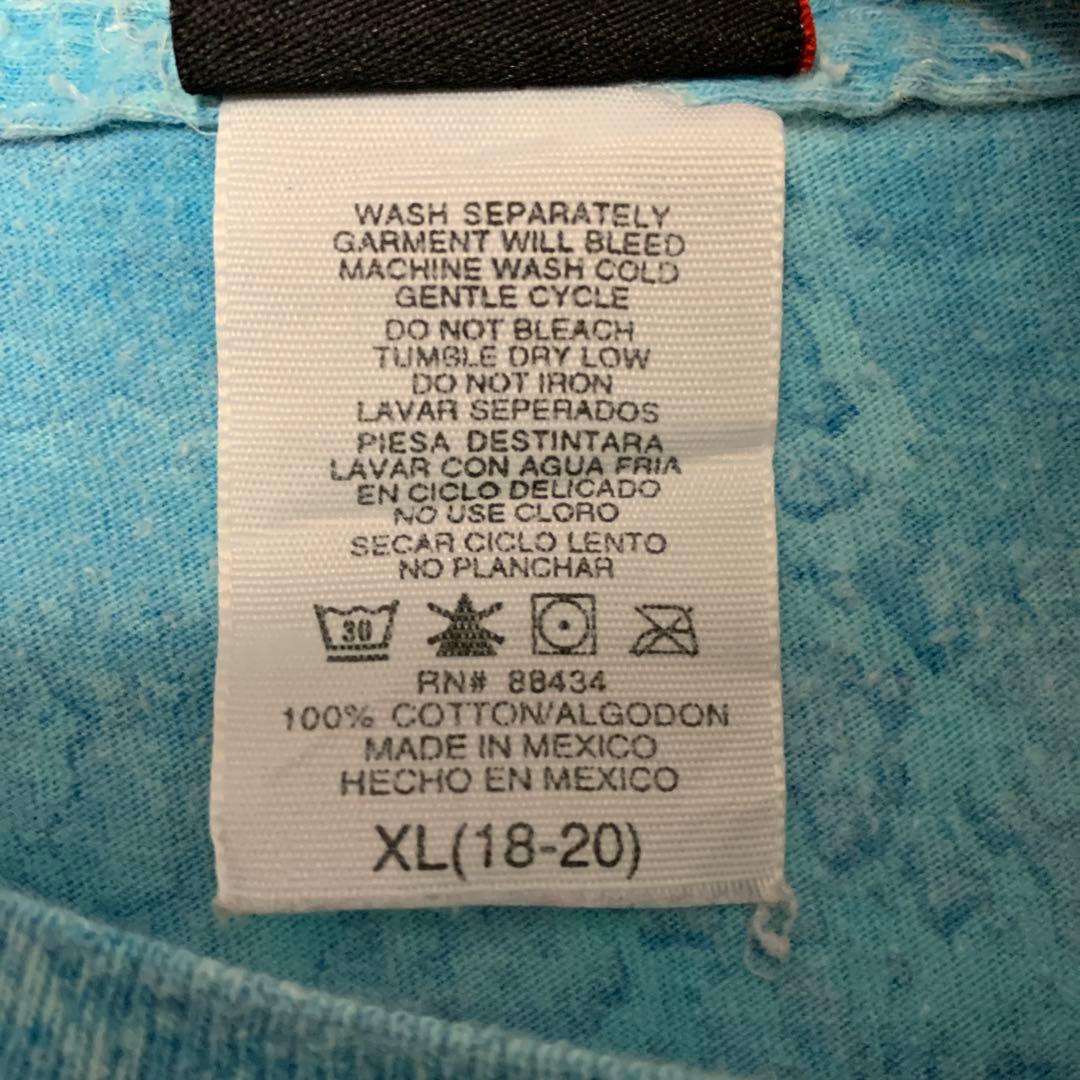 WASH SEPARATELY
GARMENT WILL BLEED
MACHINE WASH COLD
GENTLE CYCLE
DO NOT BLEACH
TUMBLE DRY LOW
DO NOT IRON
LAVAR SEPERADOS
PIESA DESTINTARA
LAVAR CON AGUA FRIA
EN CICLO DELICADO
NO USE CLORO
SECAR CICLO LENTO
NO PLANCHAR
30
RN# 88434
100% COTTON/ALGODON
MADE IN MEXICO
HECHO EN MEXICO
XL(18-20)